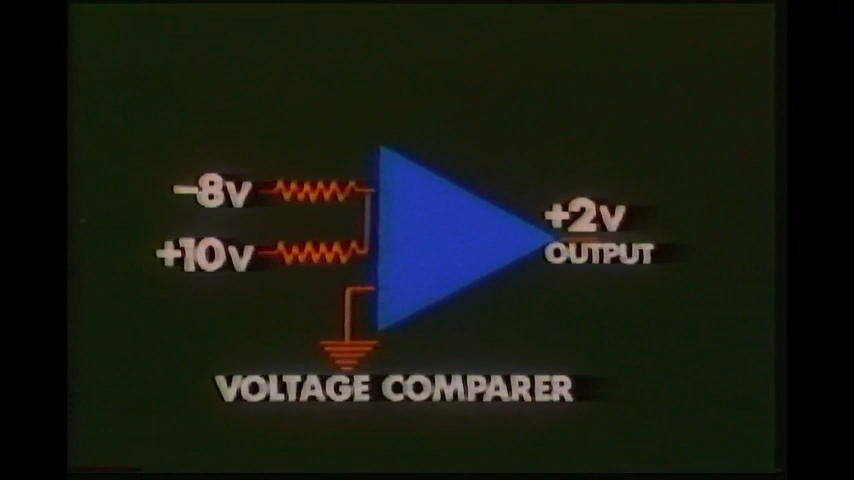 -8v
+10v
+2v
OUTPUT
VOLTAGE COMPARER